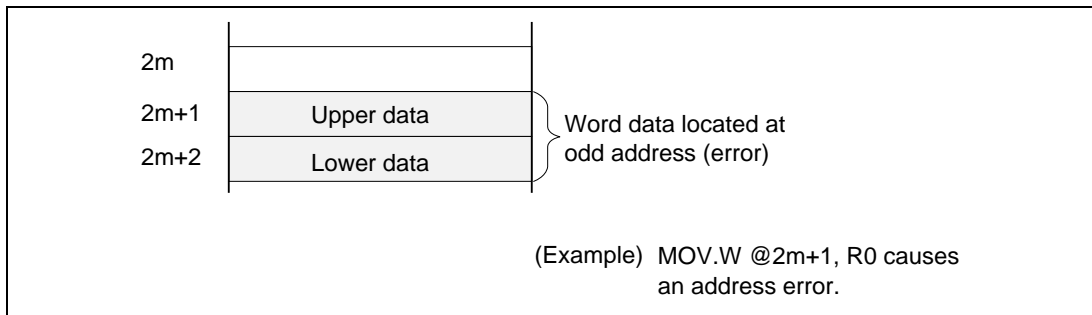 2m
2m+1
Upper data
2m+2
Lower data
Word data located at
odd address (error)
(Example) MOV.W @2m+1, R0 causes
an address error.